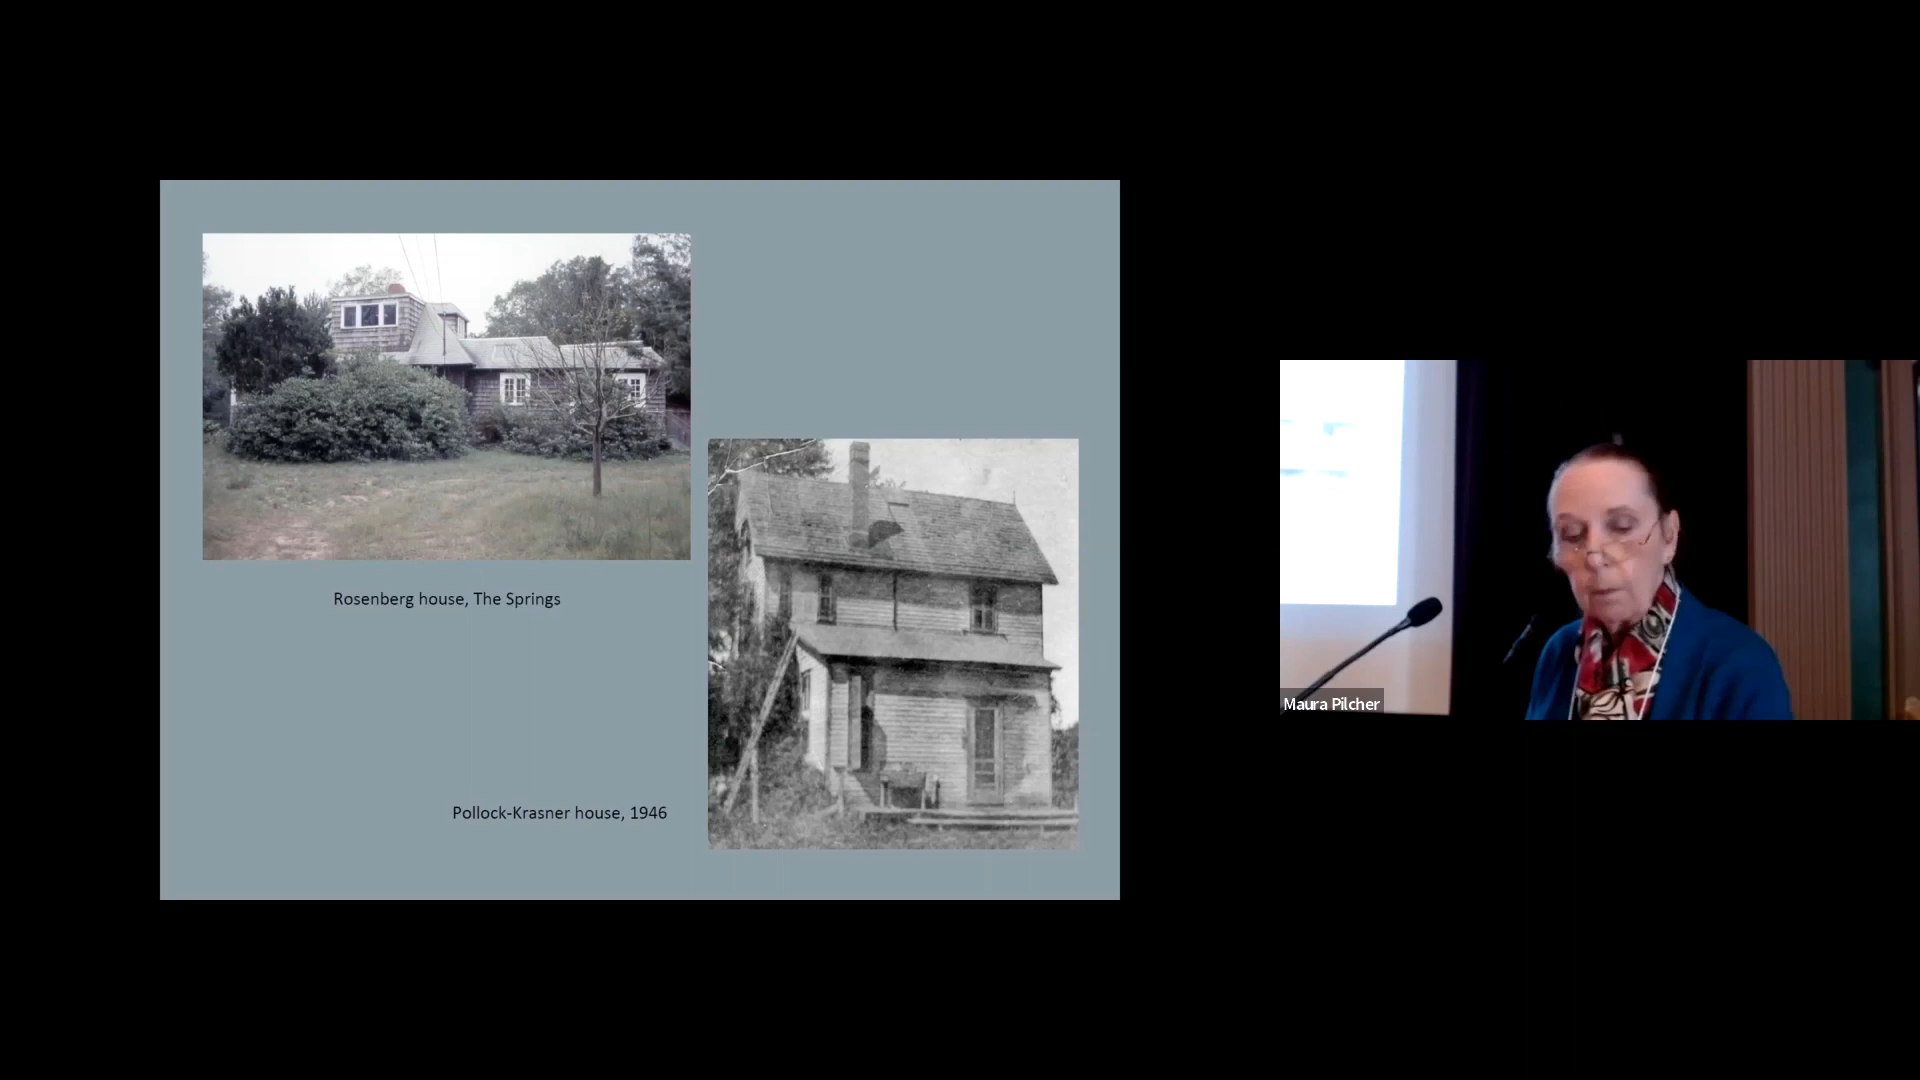 Rosenberg house, The Springs
Pollock-Krasner house, 1946
Maura Pilcher